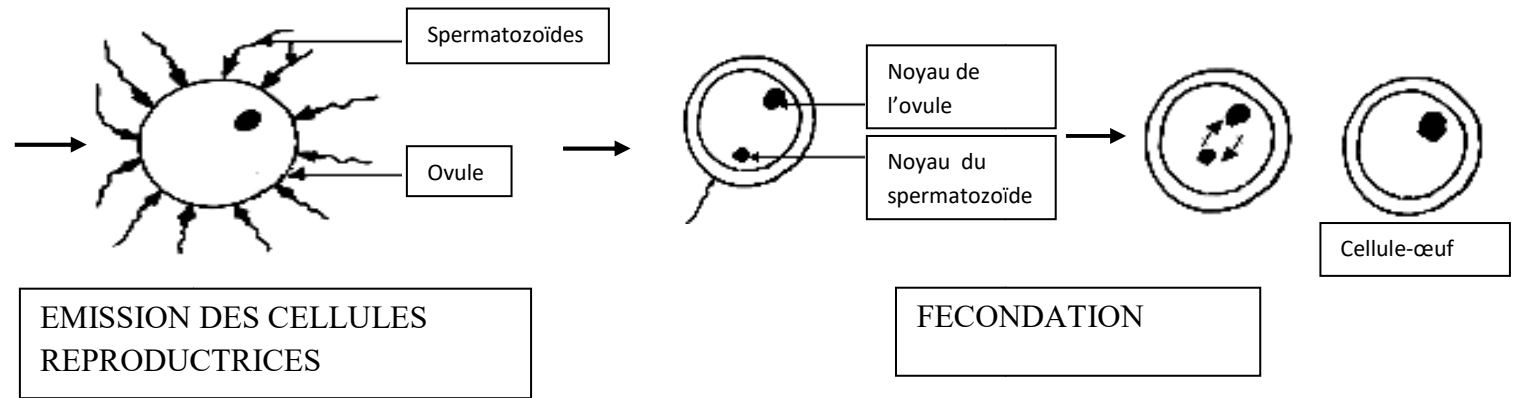 Spermatozoïdes
Ovule
Noyau de
l’ovule
Noyau du
spermatozoïde
Cellule-œuf
EMISSION DES CELLULES
REPRODUCTRICES
FECONDATION